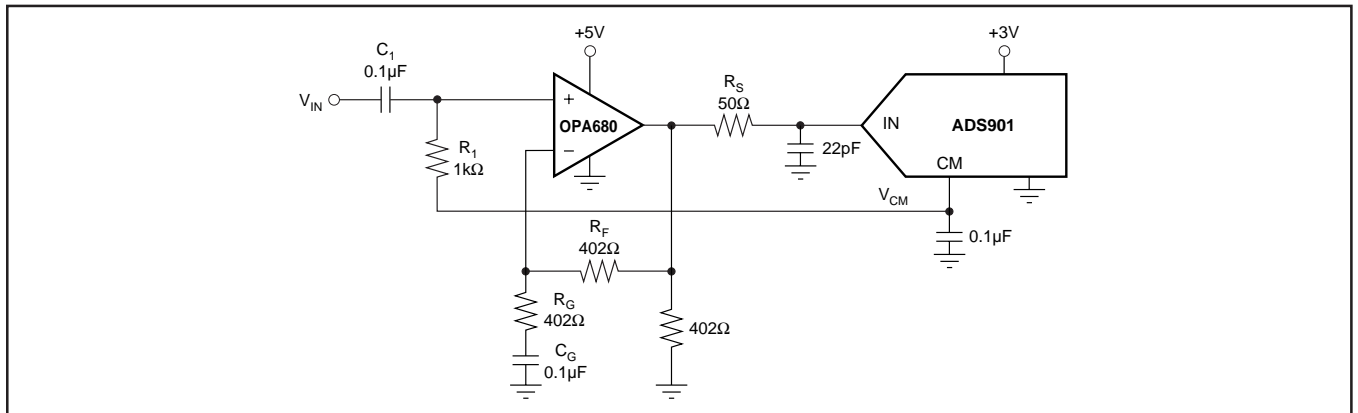 +5V
+3V
C1
0.1µF
VIN
+
−
OPA680
RS
50Ω
IN
ADS901
22pF
CM
R1
1kΩ
VCM
0.1µF
RF
402Ω
RG
402Ω
402Ω
CG
0.1µF